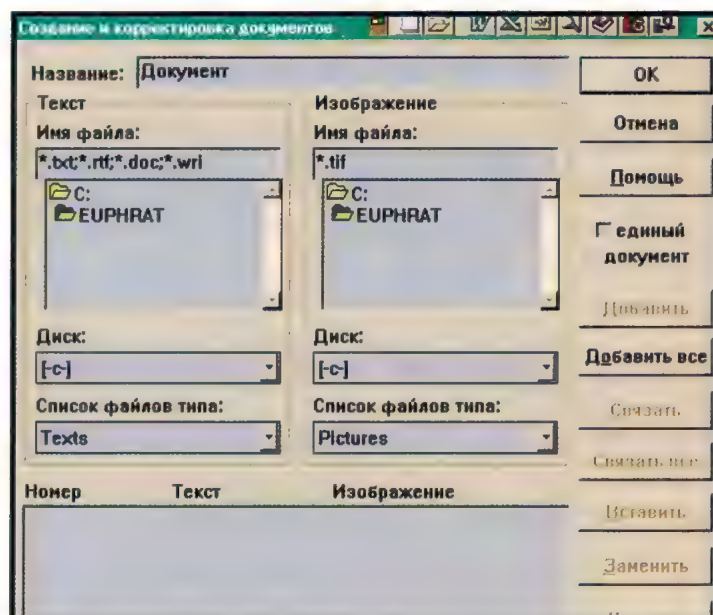 Создание и корректировка документов
Название: Документ
Текст
Имя файла:
*.txt;*.rtf;*.doc;*.wri
C:
EUPHRAT
Диск:
[-c-]
Список файлов типа:
Texts
Изображение
Имя файла:
*.tif
C:
EUPHRAT
Диск:
[-c-]
Список файлов типа:
Pictures
OK
Отмена
Помощь
единый
документ
Добавить
Добавить все
Связать
Связать все
Вставить
Заменить
Номер Текст Изображение